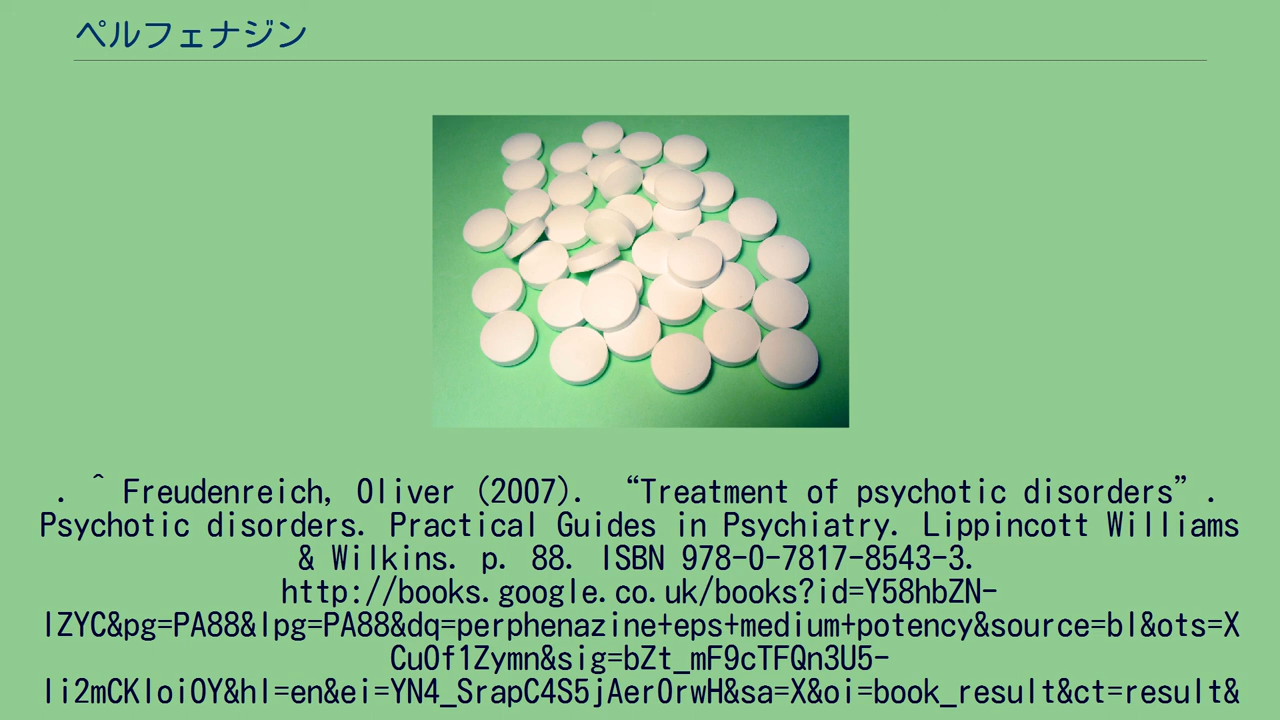 ペルフェナジン
. ^ Freudenreich, Oliver (2007). “Treatment of psychotic disorders”.
Psychotic disorders. Practical Guides in Psychiatry. Lippincott Williams
& Wilkins. p. 88. ISBN 978-0-7817-8543-3.
http://books.google.co.uk/books?id=Y58hbZN-
lZYC&pg=PA88&lpg=PA88&dq=perphenazine+eps+medium+potency&source=bl&ots=X
CuOf1Zymn&sig=bZt_mF9cTFQn3U5-
li2mCKloi0Y&hl=en&ei=YN4_SrapC4S5jAerOrwH&sa=X&oi=book_result&ct=result&